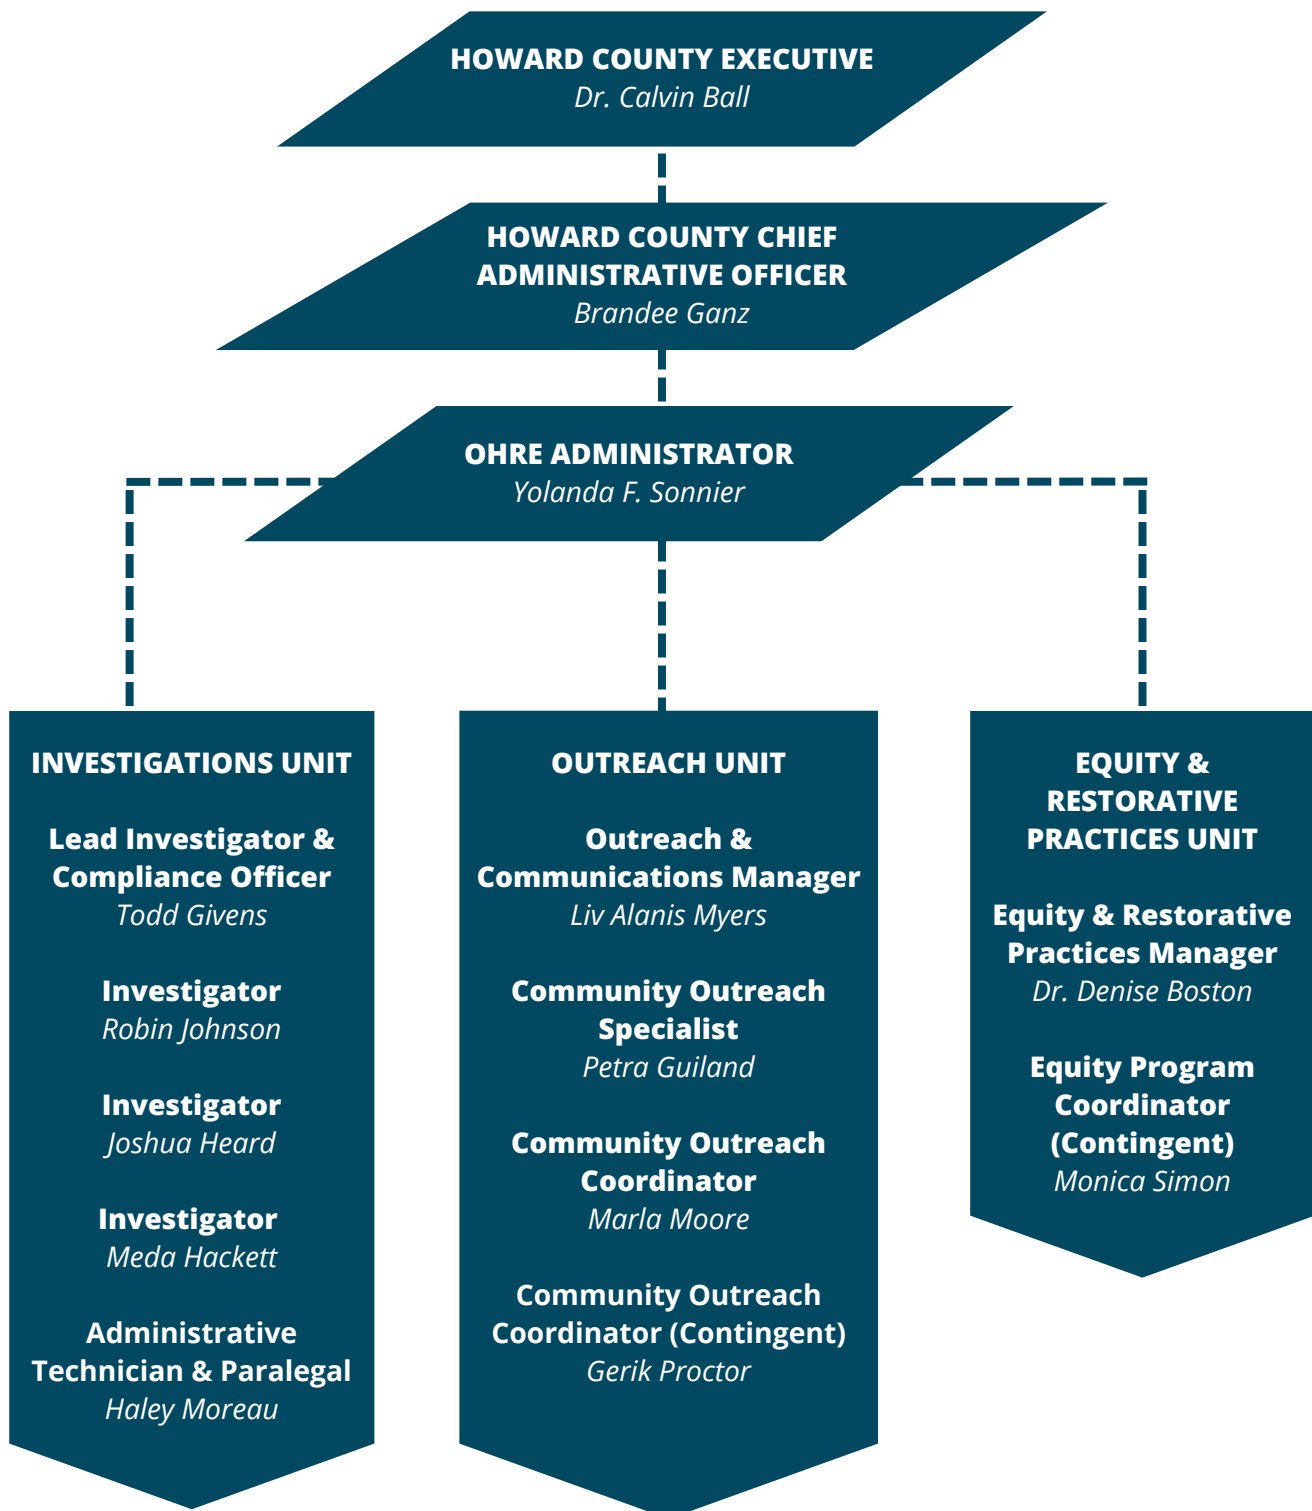 HOWARD COUNTY EXECUTIVE
Dr. Calvin Ball
HOWARD COUNTY CHIEF
ADMINISTRATIVE OFFICER
Brandee Ganz
OHRE ADMINISTRATOR
Yolanda F. Sonnier
INVESTIGATIONS UNIT
Lead Investigator &
Compliance Officer
Todd Givens
Investigator
Robin Johnson
Investigator
Joshua Heard
Investigator
Meda Hackett
Administrative
Technician & Paralegal
Haley Moreau
OUTREACH UNIT
Outreach &
Communications Manager
Liv Alanis Myers
Community Outreach
Specialist
Petra Guiland
Community Outreach
Coordinator
Marla Moore
Community Outreach
Coordinator (Contingent)
Gerik Proctor
EQUITY &
RESTORATIVE
PRACTICES UNIT
Equity & Restorative
Practices Manager
Dr. Denise Boston
Equity Program
Coordinator
(Contingent)
Monica Simon